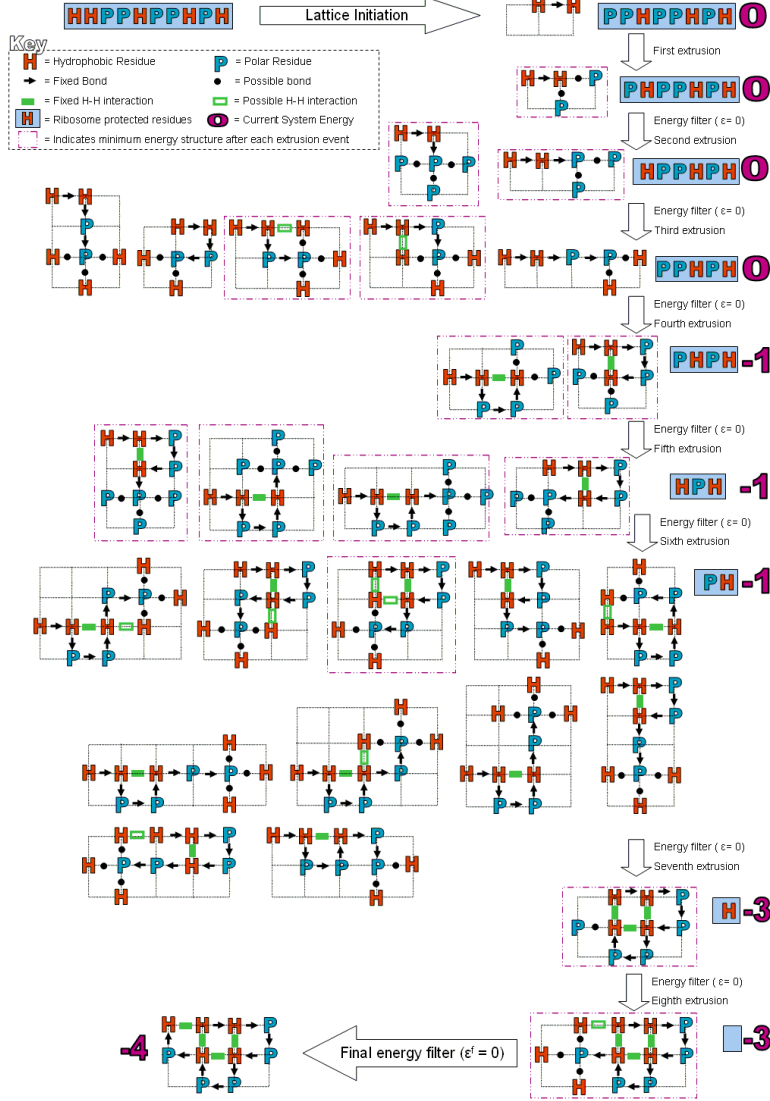 HHPPHPPHPH Lattice Initiation H H PPHPPHPH 0
Key
H = Hydrophobic Residue P = Polar Residue
= Fixed Bond = Possible bond
= Fixed H-H interaction = Possible H-H interaction
H = Ribosome protected residues 0 = Current System Energy
= Indicates minimum energy structure after each extrusion event
First extrusion
H H P
P
PHPPHPH 0
Energy filter ( ε= 0)
Second extrusion
H H
P P P
P
H H P P
P
HPPHPH 0
Energy filter ( ε= 0)
Third extrusion
H H
P
H P H
H
H H
H P P
H
H H H
P P H
H
H H P
H P H
H
H H P P H
H
PPHPH 0
Energy filter ( ε= 0)
Fourth extrusion
P
H H H P
P P
H H P
P H P
P
PHPH -1
Energy filter ( ε= 0)
Fifth extrusion
H H P
H P
P P P
P
P
P P P
H H H
P P
P
H H H P P
P P P
H H P
P P H P
P
HPH -1
Energy filter ( ε= 0)
Sixth extrusion
H
P P H
H H H H
P P
H H P
P H P
H P H
H
H H P
H P H P
H
H H P
H P
P P H
H
H
H P P
H H H
P P
PH -1
H
H P H
H H H
P P
H
H P H
P
H H H
P P
H H P
H P
P
H P H
H
H
H H H P P H
P P H
H H H P
H P P H P
H H H P
P P P H
H
Energy filter ( ε= 0)
Seventh extrusion
H H P
P P H H P
P P
H -3
Energy filter ( ε= 0)
Eighth extrusion
H H H P
H P H H P
H P P
-3
Final energy filter (εᶠ = 0)
-4
H H H P
P H H P
P P